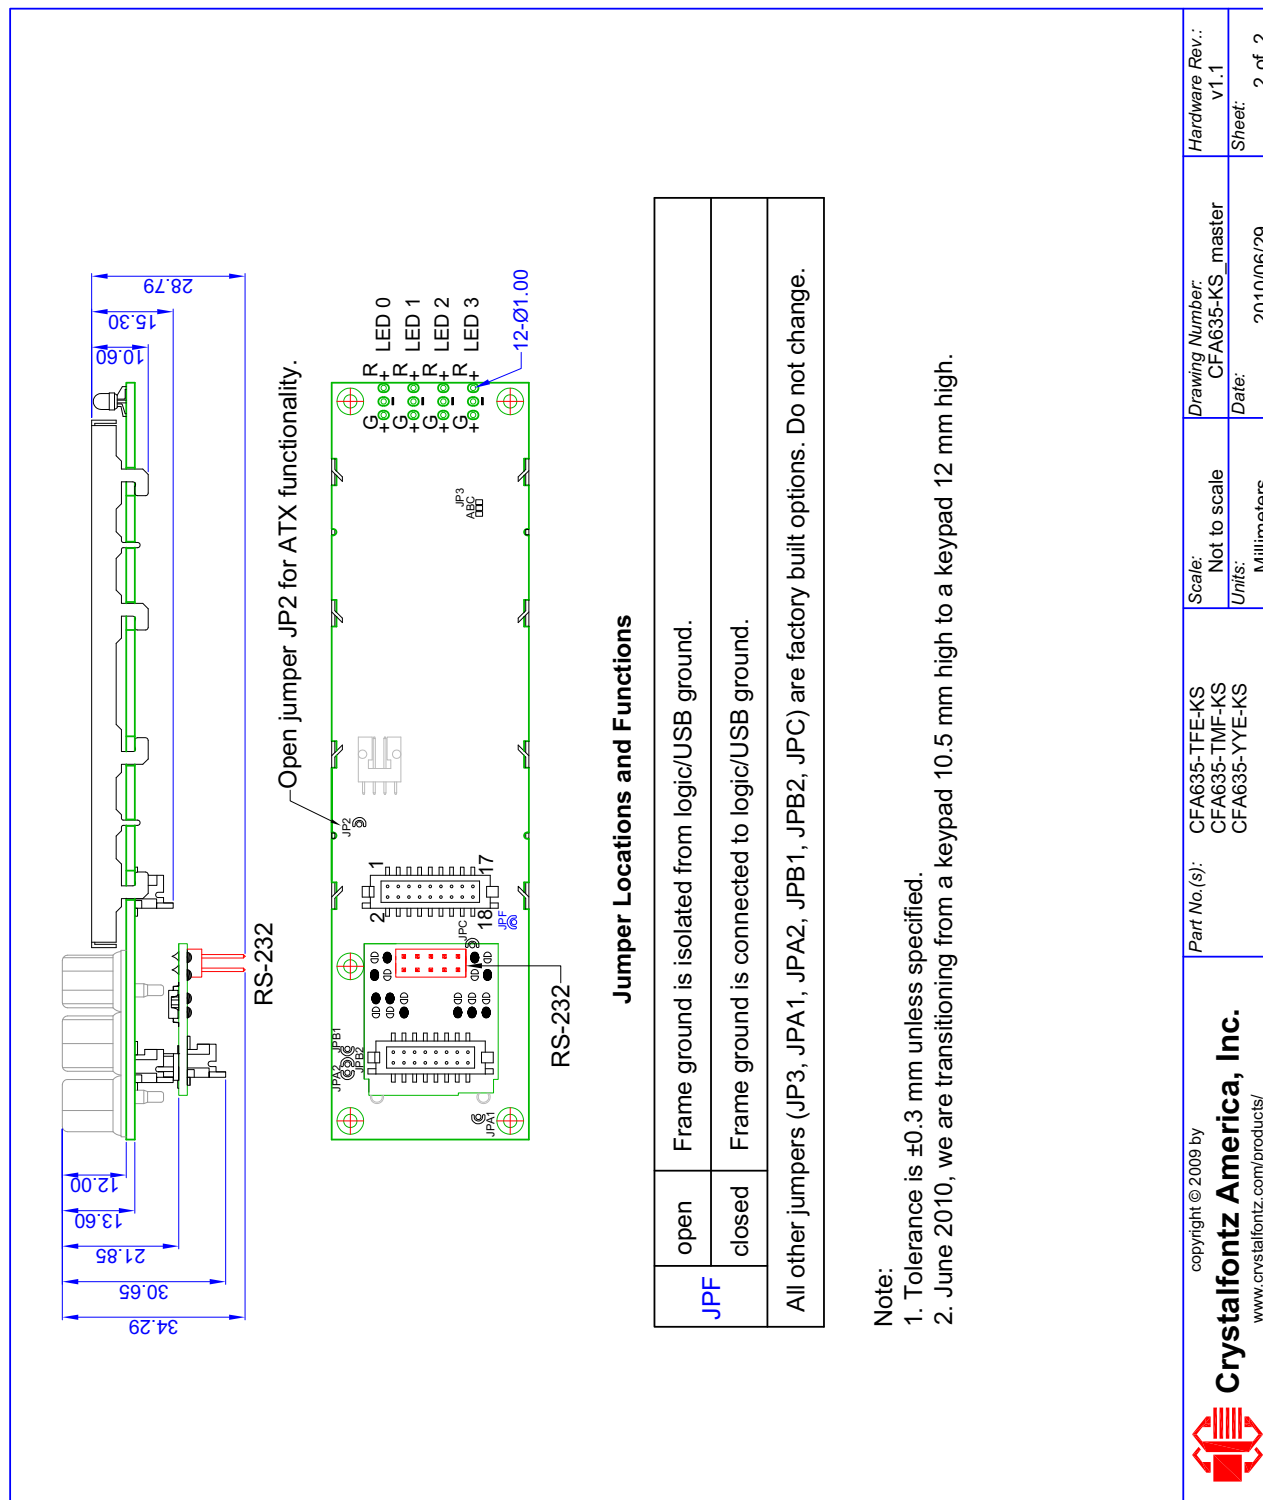 28.79
15.30
10.60
12.00
13.60
21.85
30.65
34.29
RS-232
Open jumper JP2 for ATX functionality.
JP2
JP3
ABC
G R LED 0
+ - +
G R LED 1
+ - +
G R LED 2
+ - +
G R LED 3
+ - +
12-Ø1.00
2 1
18 17
JPF
JPC
JPB1
JPA2
JPB2
JPA1
RS-232
Jumper Locations and Functions
JPF
open Frame ground is isolated from logic/USB ground.
closed Frame ground is connected to logic/USB ground.
All other jumpers (JP3, JPA1, JPA2, JPB1, JPB2, JPC) are factory built options. Do not change.
Note:
1. Tolerance is ±0.3 mm unless specified.
2. June 2010, we are transitioning from a keypad 10.5 mm high to a keypad 12 mm high.
copyright © 2009 by
Crystalfontz America, Inc.
www.crystalfontz.com/products/
Part No.(s):
CFA635-TFE-KS
CFA635-TMF-KS
CFA635-YYE-KS
Scale:
Not to scale
Units:
Millimeters
Drawing Number:
CFA635-KS_master
Date:
2010/06/29
Hardware Rev.:
v1.1
Sheet:
2 of 2